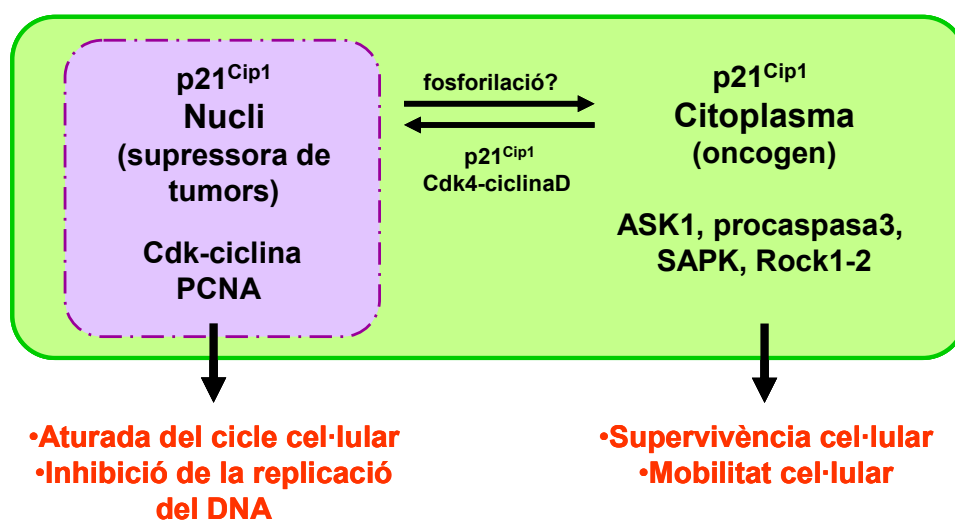 p21Cip1
Nucli
(supressora de
tumors)
Cdk-ciclina
PCNA
fosforilació?
p21Cip1
Cdk4-ciclinaD
p21Cip1
Citoplasma
(oncogen)
ASK1, procaspasa3,
SAPK, Rock1-2
•Aturada del cicle cel·lular
•Inhibició de la replicació
del DNA
•Supervivència cel·lular
•Mobilitat cel·lular